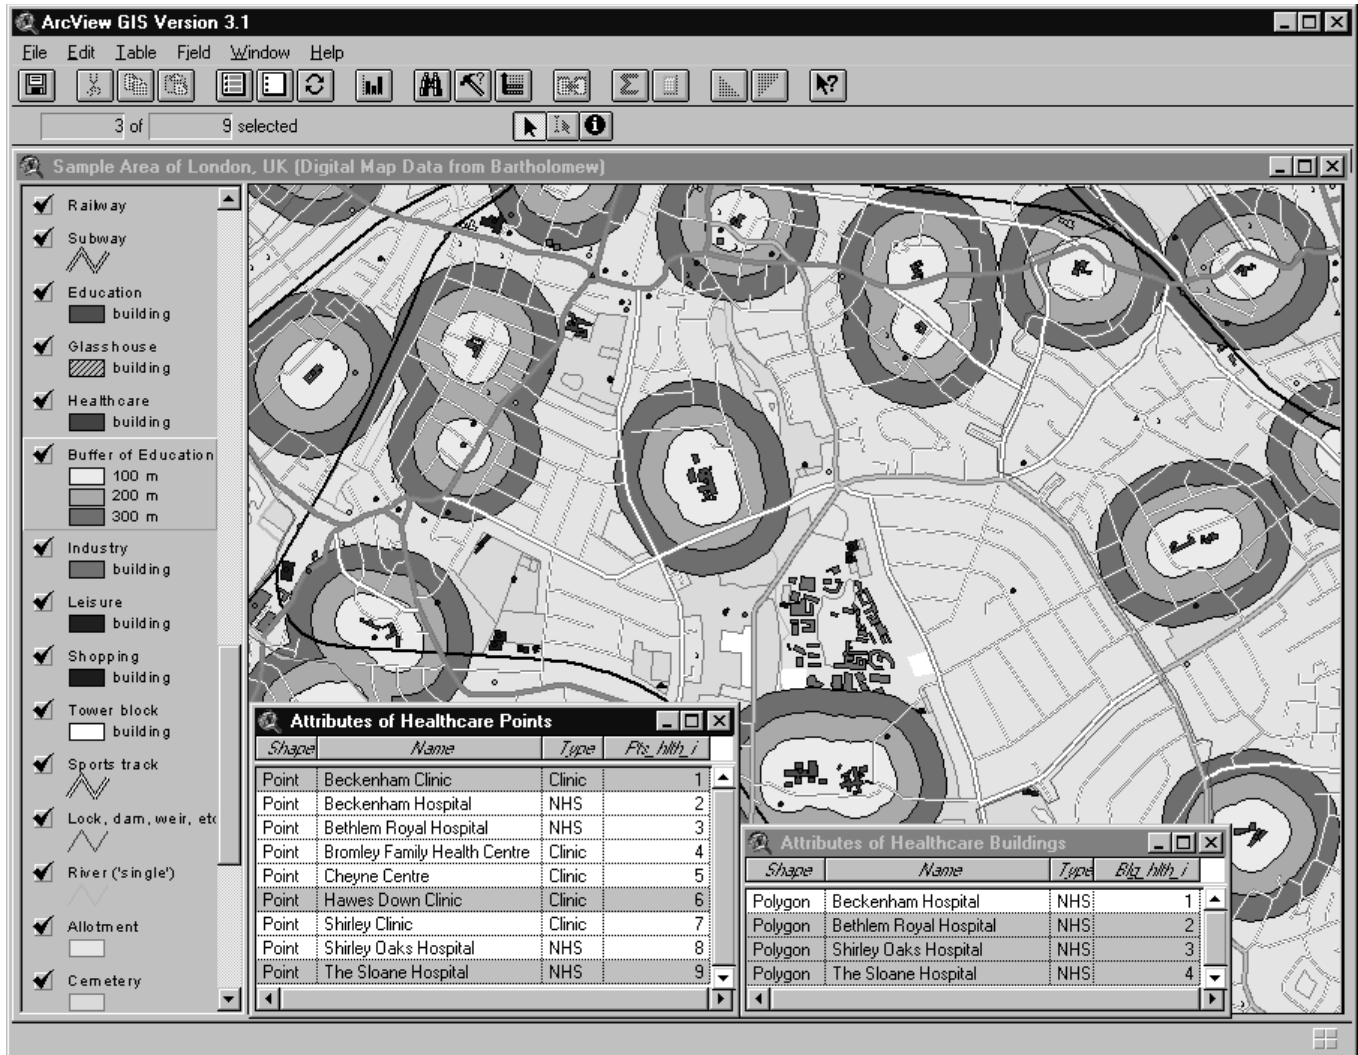 ArcView GIS Version 3.1
File Edit Table Field Window Help
3 of 9 selected
Sample Area of London, UK (Digital Map Data from Bartholomew)
Railway
Subway
Education
building
Glasshouse
building
Healthcare
building
Buffer of Education
100 m
200 m
300 m
Industry
building
Leisure
building
Shopping
building
Tower block
building
Sports track
Lock, dam, weir, etc
River ('single')
Allotment
Cemetery
Attributes of Healthcare Points
Shape Name Type Pts_hlth_i
Point Beckenham Clinic Clinic 1
Point Beckenham Hospital NHS 2
Point Bethlem Royal Hospital NHS 3
Point Bromley Family Health Centre Clinic 4
Point Cheyne Centre Clinic 5
Point Hawes Down Clinic Clinic 6
Point Shirley Clinic Clinic 7
Point Shirley Oaks Hospital NHS 8
Point The Sloane Hospital NHS 9
Attributes of Healthcare Buildings
Shape Name Type Blg_hlth_i
Polygon Beckenham Hospital NHS 1
Polygon Bethlem Royal Hospital NHS 2
Polygon Shirley Oaks Hospital NHS 3
Polygon The Sloane Hospital NHS 4